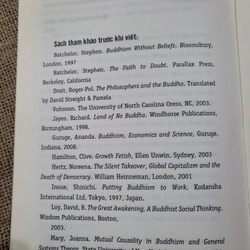 Sách tham khảo trước khi viết:
Batchelor, Stephen. Buddhism Without Beliefs. Bloomsbury,
London, 1997
Batchelor, Stephen. The Faith to Doubt. Parallax Press,
Berkeley, California
Droit, Roger-Pol. The Philosophers and the Buddha. Translated
by David Streight & Pamela
Vohnson. The University of North Carolina Press, NC, 2003.
Jayes, Richard. Land of No Buddha. Windhorse Publications,
Birmingham, 1998.
Guruge, Ananda. Buddhism, Economics and Science, Guruge,
Indiana, 2008.
Hamilton, Clave. Growth Fetish, Ellen Unwin, Sydney, 2003
Hertz, Noreena. The Silent Takeover, Global Capitalism and the
Death of Democracy. William Heinneman, London, 2001
Inoue, Shinichi. Putting Buddhism to Work, Kodansha
International Ltd, Tokyo, 1997, Japan.
Loy, David, R. The Great Awakening, A Buddhist Social Thinking.
Wisdom Publications, Boston,
2003.
Macy, Joanna. Mutual Causality in Buddhism and General
Systems Theory.